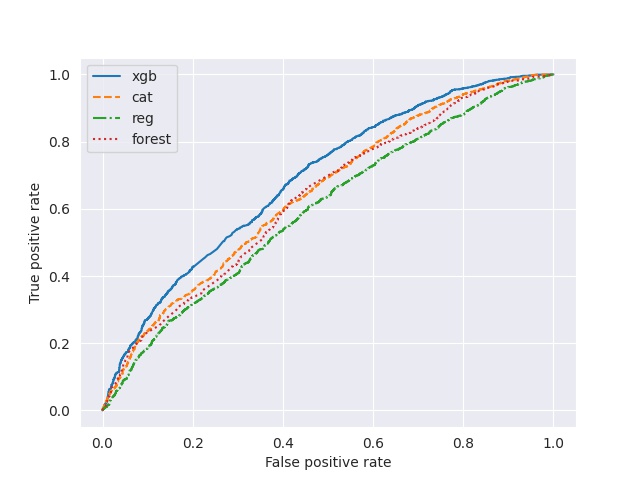 xgb
cat
reg
forest
1.0
0.8
0.6
0.4
0.2
0.0
True positive rate
0.0 0.2 0.4 0.6 0.8 1.0
False positive rate